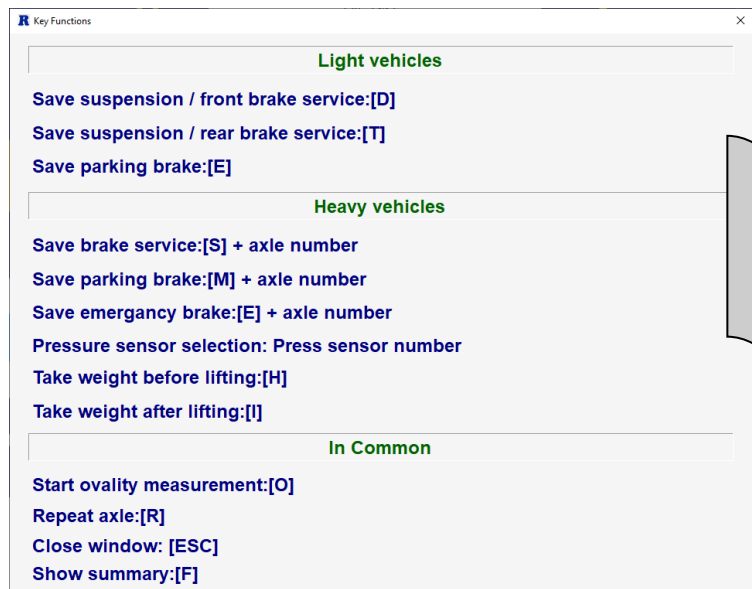 R Key Functions
Light vehicles
Save suspension / front brake service:[D]
Save suspension / rear brake service:[T]
Save parking brake:[E]
Heavy vehicles
Save brake service:[S] + axle number
Save parking brake:[M] + axle number
Save emergancy brake:[E] + axle number
Pressure sensor selection: Press sensor number
Take weight before lifting:[H]
Take weight after lifting:[I]
In Common
Start ovality measurement:[O]
Repeat axle:[R]
Close window: [ESC]
Show summary:[F]